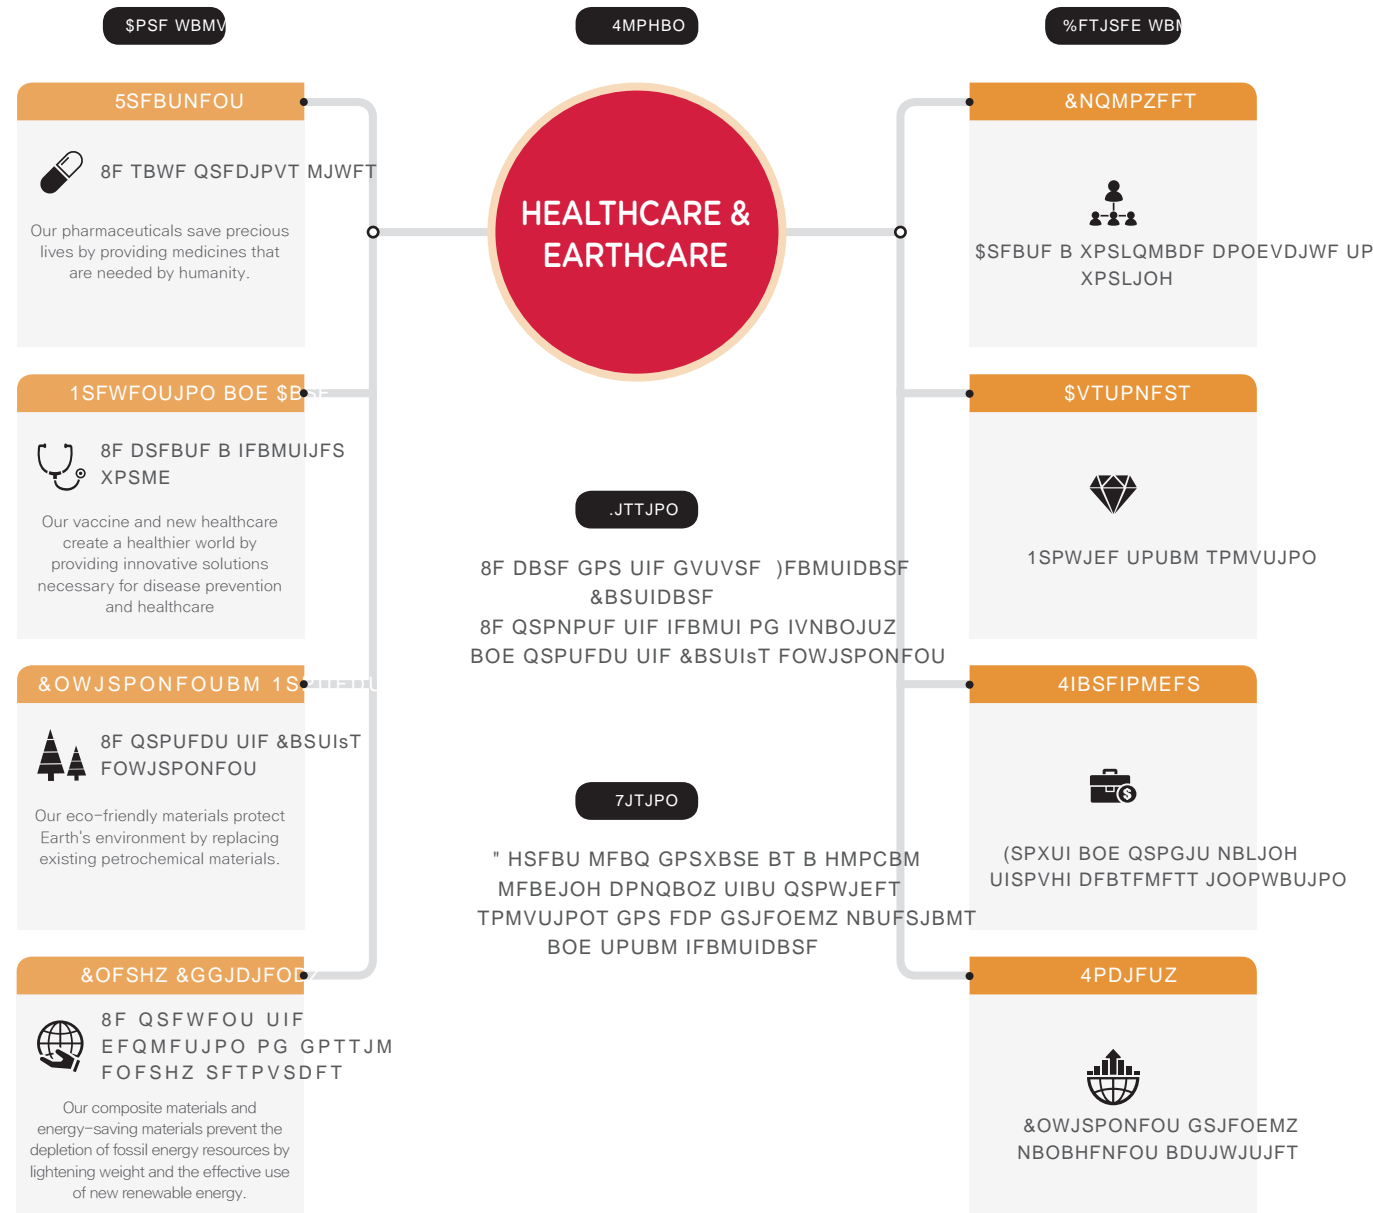 $PSF WBMV
4MPHBO
%FTJSFE WBM
5SFBUNFOU
8F TBWF QSFDJPVT MJWFT
Our pharmaceuticals save precious
lives by providing medicines that
are needed by humanity.
1SFWFOUJPO BOE $BSF
8F DSFBUF B IFBMUIJFS
XPSME
Our vaccine and new healthcare
create a healthier world by
providing innovative solutions
necessary for disease prevention
and healthcare
&OWJSPONFOUBM 1SPUFDU
8F QSPUFDU UIF &BSUIsT
FOWJSPONFOU
Our eco-friendly materials protect
Earth's environment by replacing
existing petrochemical materials.
&OFSHZ &GGJDJFODZ
8F QSFWFOU UIF
EFQMFUJPO PG GPTTJM
FOFSHZ SFTPVSDFT
Our composite materials and
energy-saving materials prevent the
depletion of fossil energy resources by
lightening weight and the effective use
of new renewable energy.
HEALTHCARE &
EARTHCARE
.JTTJPO
8F DBSF GPS UIF GVUVSF )FBMUIDBSF
&BSUIDBSF
8F QSPNPUF UIF IFBMUI PG IVNBOJUZ
BOE QSPUFDU UIF &BSUIsT FOWJSPONFOU
7JTJPO
" HSFBU MFBQ GPSXBSE BT B HMPCBM
MFBEJOH DPNQBOZ UIBU QSPWJEFT
TPMVUJPOT GPS FDP GSJFOEMZ NBUFSJBMT
BOE UPUBM IFBMUIDBSF
&NQMPZFFT
$SFBUF B XPSLQMBDF DPOEVDJWF UP
XPSLJOH
$VTUPNFST
1SPWJEF UPUBM TPMVUJPO
4IBSFIPMEFST
$
(SPXUI BOE QSPGJU NBLJOH
UISPVHI DFBTFMFTT JOOPWBUJPO
4PDJFUZ
&OWJSPONFOU GSJFOEMZ
NBOBHFNFOU BDUJWJUJFT